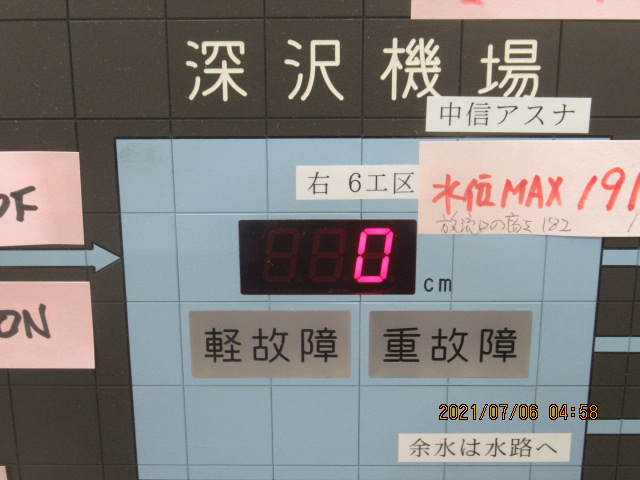 深沢機場
中信アスナ
右 6工区
水位MAX 191
放流口の高さ 182
OF
0
cm
ON
軽故障
重故障
2021/07/06 04:58
余水は水路へ